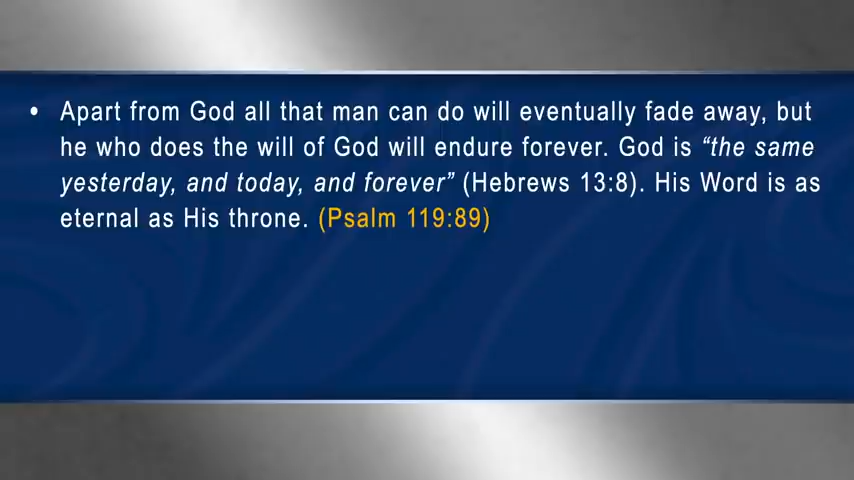 • Apart from God all that man can do will eventually fade away, but
he who does the will of God will endure forever. God is “the same
yesterday, and today, and forever” (Hebrews 13:8). His Word is as
eternal as His throne. (Psalm 119:89)